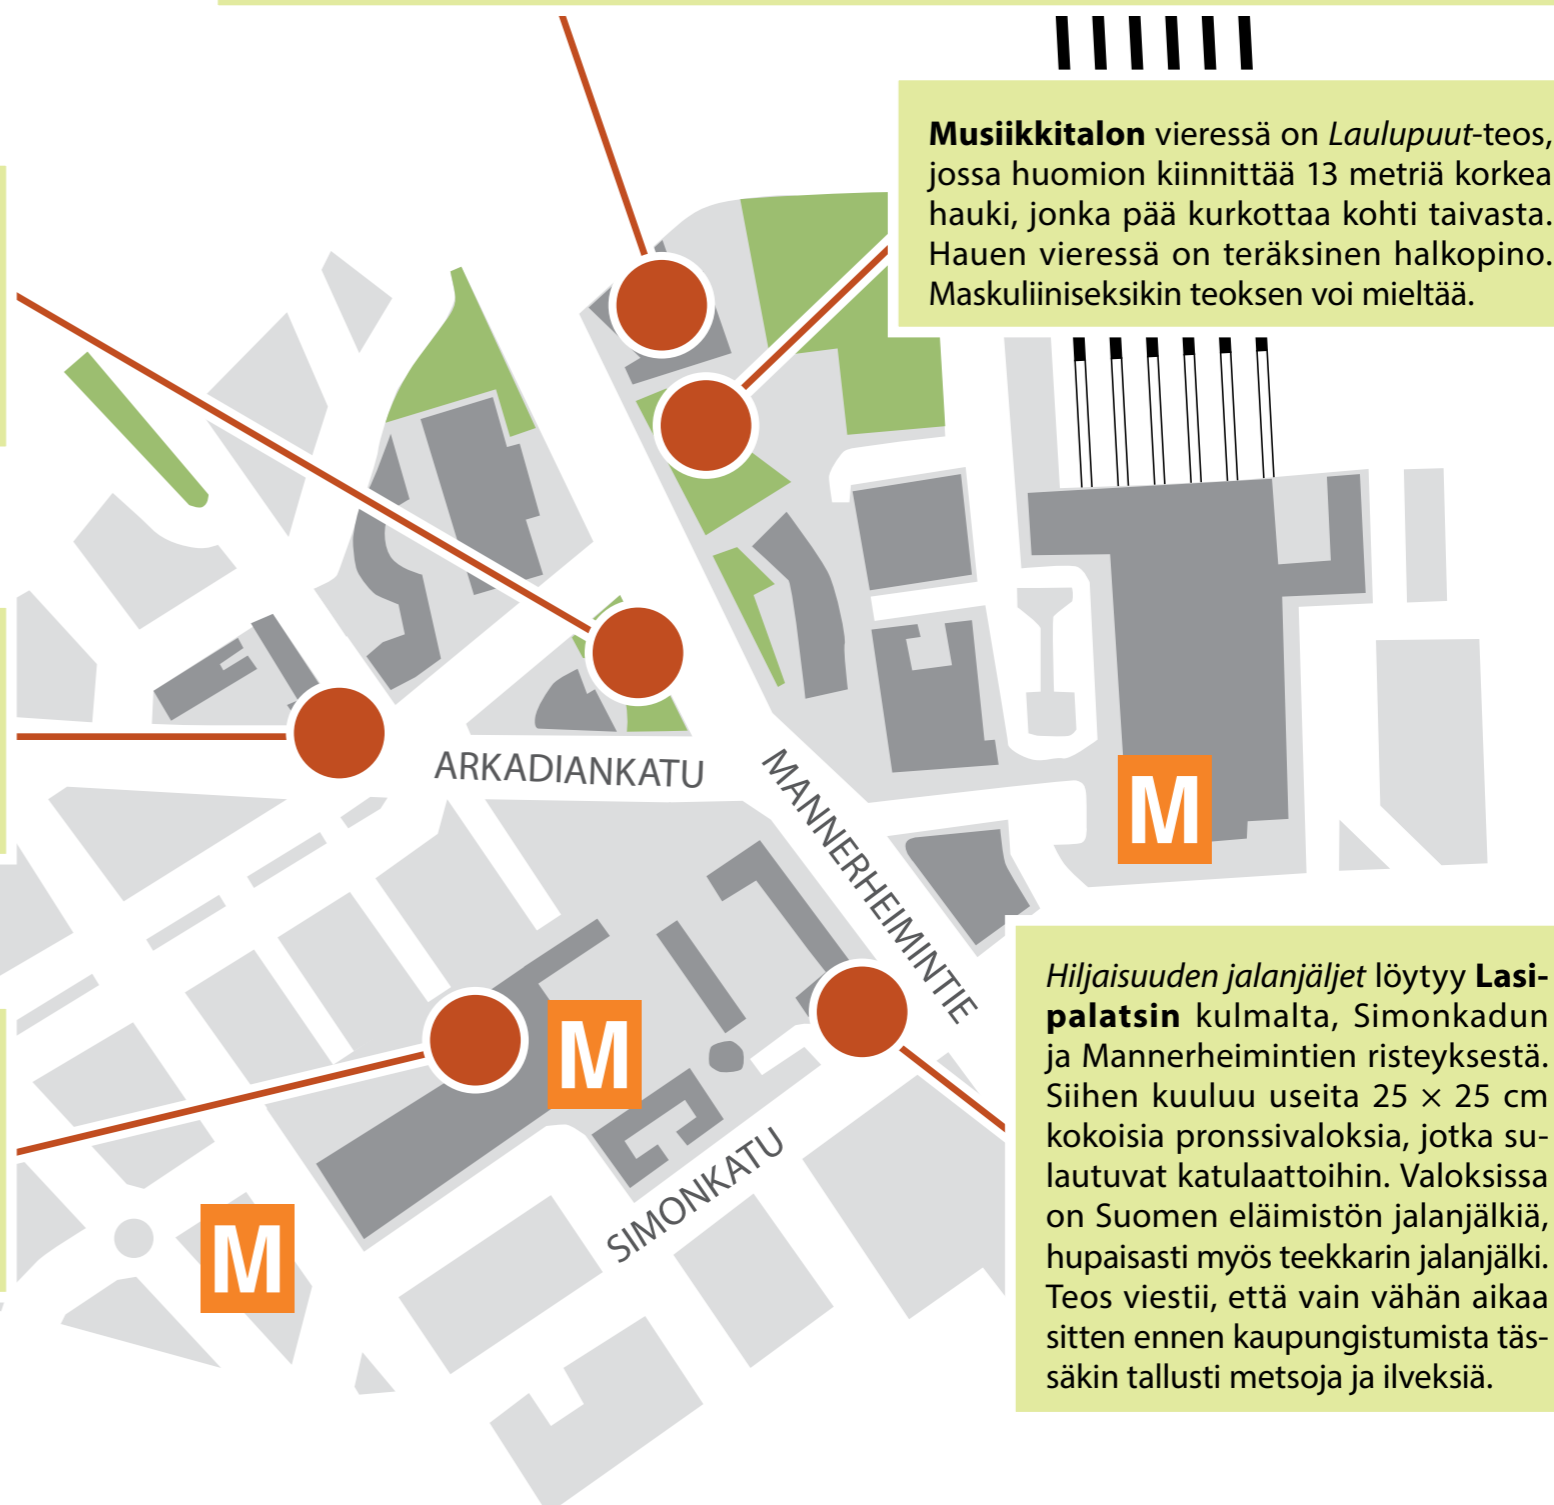 Musiikkitalon vieressä on Laulupuut-teos,
jossa huomion kiinnittää 13 metriä korkea
hauki, jonka pää kurkottaa kohti taivasta.
Hauen vieressä on teräksinen halkopino.
Maskuliiniseksikin teoksen voi mieltää.
ARKADIANKATU
MANNERHEIMINTIE
M
Hiljaisuuden jalanjäljet löytyy Lasi-
palatsin kulmalta, Simonkadun
ja Mannerheimintien risteyksestä.
Siihen kuuluu useita 25 × 25 cm
kokoisia pronssivaloksia, jotka su-
lautuvat katulaattoihin. Valoksissa
on Suomen eläimistön jalanjälkiä,
hupaisasti myös teekkarin jalanjälki.
Teos viestii, että vain vähän aikaa
sitten ennen kaupungistumista täs-
säkin tallusti metsoja ja ilveksiä.
M
SIMONKATU
M